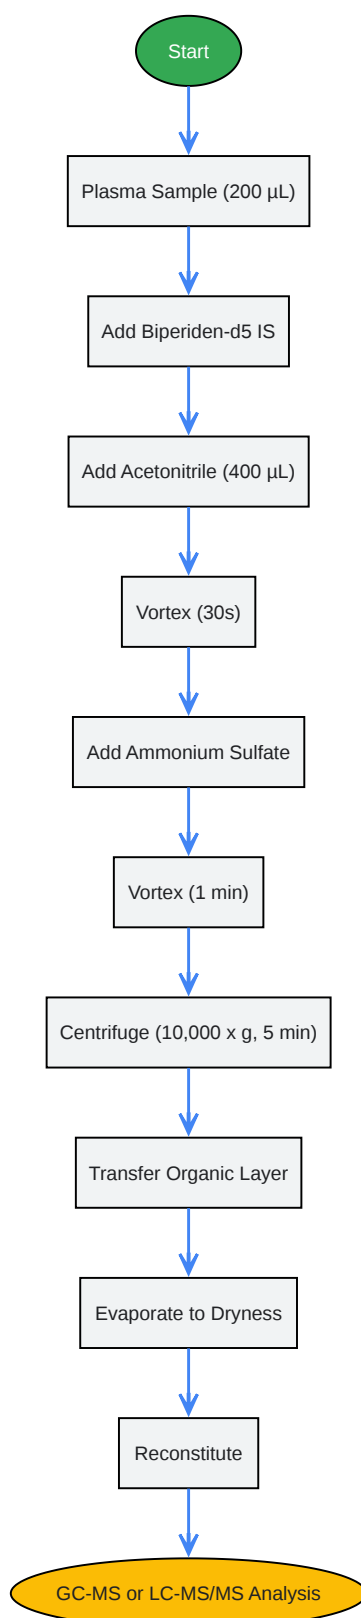 Start
Plasma Sample (200 µL)
Add Biperiden-d5 IS
Add Acetonitrile (400 µL)
Vortex (30s)
Add Ammonium Sulfate
Vortex (1 min)
Centrifuge (10,000 x g, 5 min)
Transfer Organic Layer
Evaporate to Dryness
Reconstitute
GC-MS or LC-MS/MS Analysis